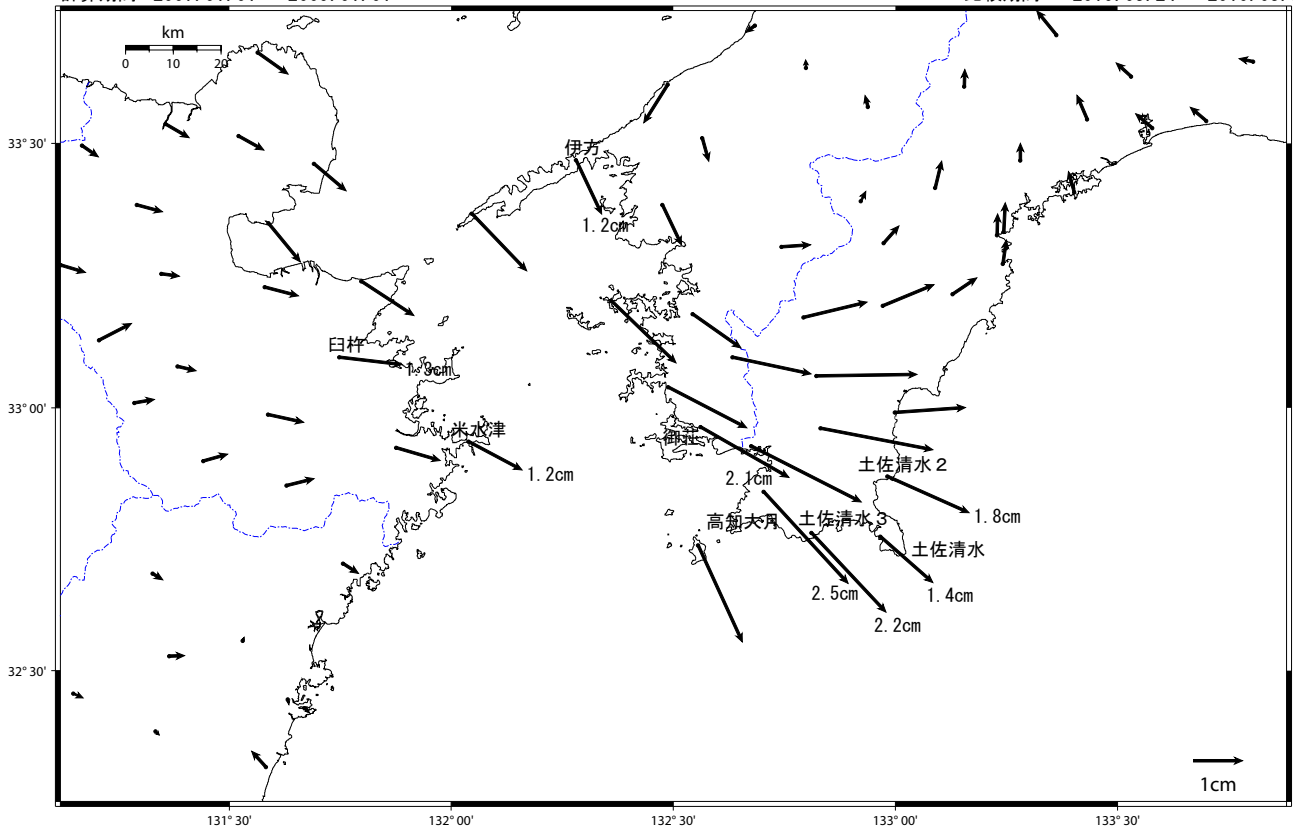 km
0 10 20
33°30'
伊方
1.2cm
臼杵
1.3cm
33°00'
米水津
1.2cm
御荘
2.1cm
土佐清水２
1.8cm
高知大月
土佐清水３
土佐清水
2.5cm
1.4cm
2.2cm
32°30'
1cm
131°30'
132°00'
132°30'
133°00'
133°30'